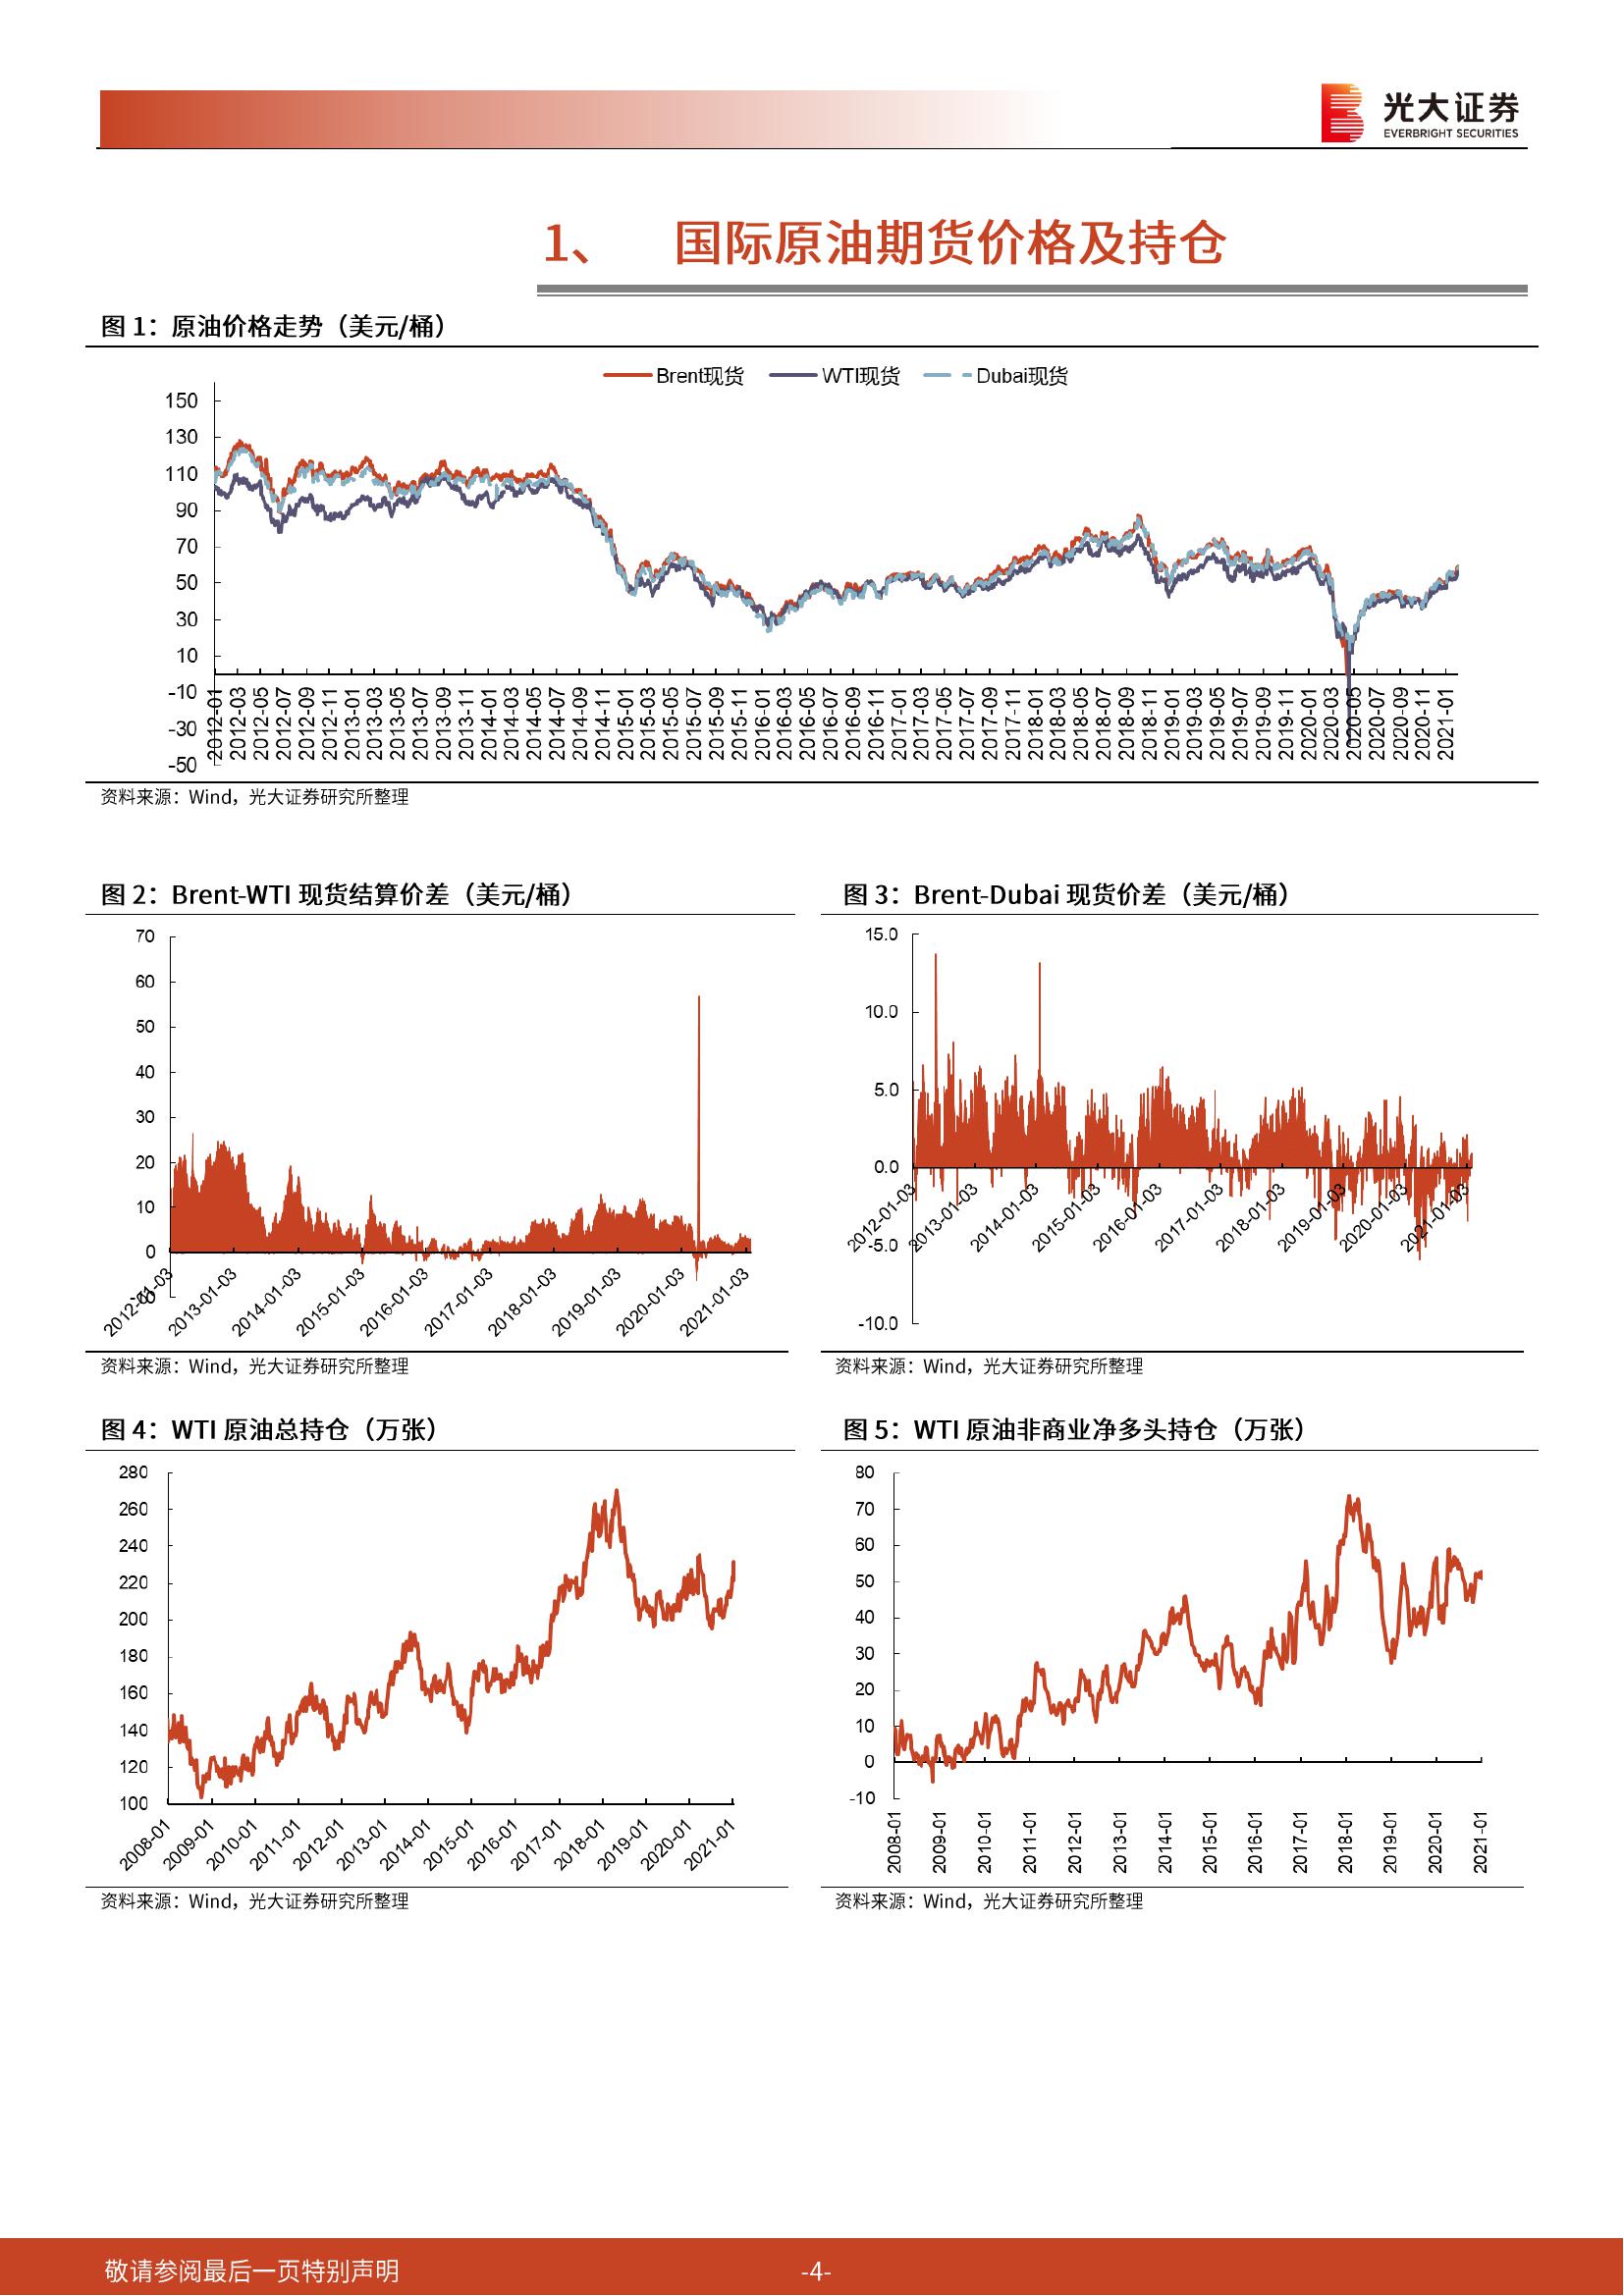 光大证券
EVERBRIGHT SECURITIES
1、 国际原油期货价格及持仓
图 1：原油价格走势（美元/桶）
Brent现货 WTI现货 Dubai现货
150
130
110
90
70
50
30
10
-10
-30
-50
2012-01 2012-03 2012-05 2012-07 2012-09 2012-11 2013-01 2013-03 2013-05 2013-07 2013-09 2013-11 2014-01 2014-03 2014-05 2014-07 2014-09 2014-11 2015-01 2015-03 2015-05 2015-07 2015-09 2015-11 2016-01 2016-03 2016-05 2016-07 2016-09 2016-11 2017-01 2017-03 2017-05 2017-07 2017-09 2017-11 2018-01 2018-03 2018-05 2018-07 2018-09 2018-11 2019-01 2019-03 2019-05 2019-07 2019-09 2019-11 2020-01 2020-03 2020-05 2020-07 2020-09 2020-11 2021-01
资料来源：Wind，光大证券研究所整理
图 2：Brent-WTI 现货结算价差（美元/桶）
70
60
50
40
30
20
10
0
-10
2012-01-03 2013-01-03 2014-01-03 2015-01-03 2016-01-03 2017-01-03 2018-01-03 2019-01-03 2020-01-03 2021-01-03
资料来源：Wind，光大证券研究所整理
图 3：Brent-Dubai 现货价差（美元/桶）
15.0
10.0
5.0
0.0
-5.0
-10.0
2012-01-03 2013-01-03 2014-01-03 2015-01-03 2016-01-03 2017-01-03 2018-01-03 2019-01-03 2020-01-03 2021-01-03
资料来源：Wind，光大证券研究所整理
图 4：WTI 原油总持仓（万张）
280
260
240
220
200
180
160
140
120
100
2008-01 2009-01 2010-01 2011-01 2012-01 2013-01 2014-01 2015-01 2016-01 2017-01 2018-01 2019-01 2020-01 2021-01
资料来源：Wind，光大证券研究所整理
图 5：WTI 原油非商业净多头持仓（万张）
80
70
60
50
40
30
20
10
0
-10
2008-01 2009-01 2010-01 2011-01 2012-01 2013-01 2014-01 2015-01 2016-01 2017-01 2018-01 2019-01 2020-01 2021-01
资料来源：Wind，光大证券研究所整理
敬请参阅最后一页特别声明 -4-